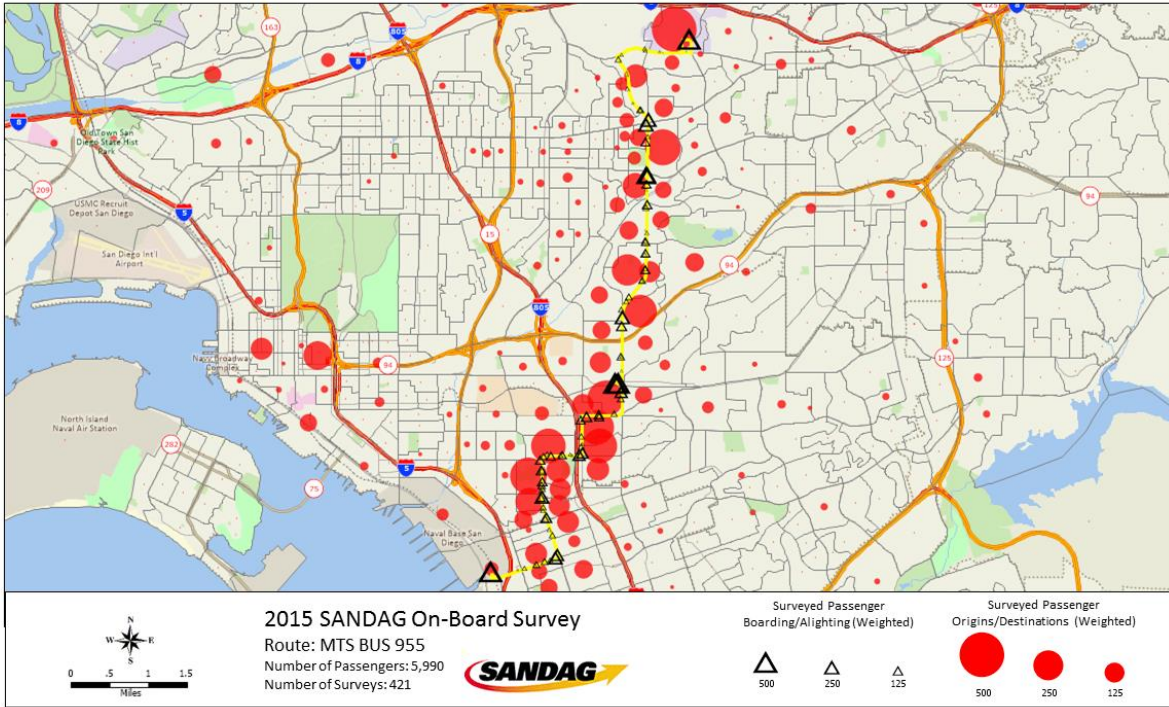 163
805
8
125
8
8
Old Town San
Diego State Hist
Park
8
209
USMC Recruit
Depot San Diego
5
94
San Diego Int'l
Airport
15
94
805
Navy Broadway
Complex
94
125
North Island
Naval Air Station
282
75
5
Naval Base San
Diego
N
W E
S
0 .5 1 1.5
Miles
2015 SANDAG On-Board Survey
Route: MTS BUS 955
Number of Passengers: 5,990
Number of Surveys: 421
SANDAG
Surveyed Passenger
Boarding/Alighting (Weighted)
500 250 125
Surveyed Passenger
Origins/Destinations (Weighted)
500 250 125